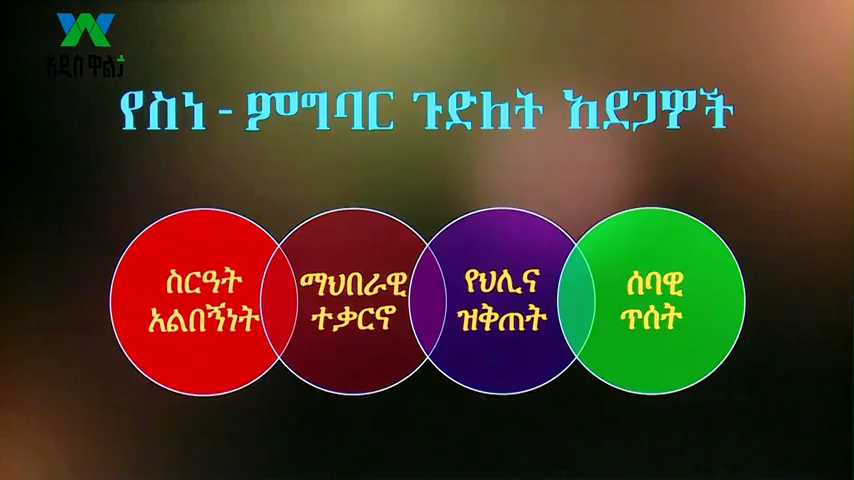 አዲስ ዋልታ
የስነ - ምግባር ጉድለት አደጋዎች
ስርዓት
አልበኝነት
ማህበራዊ
ተቃርኖ
የህሊና
ዝቅጠት
ሰባዊ
ጥሰት